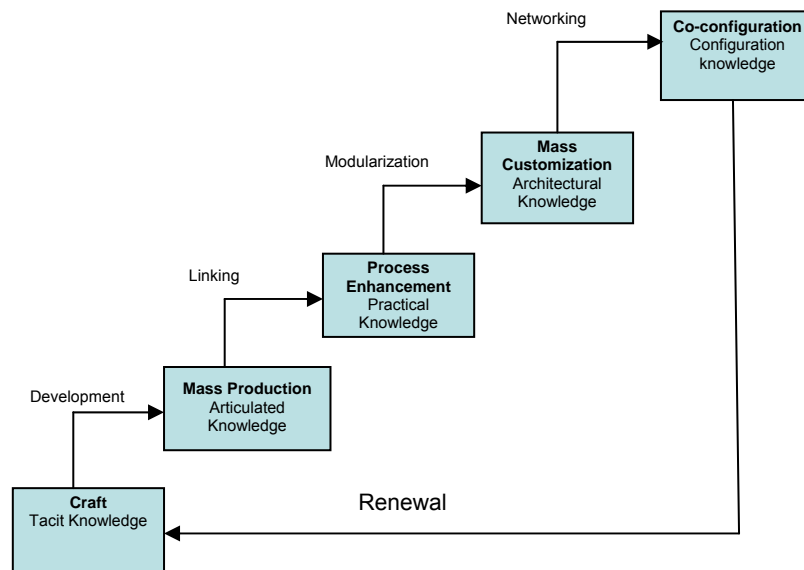 Networking
Co-configuration
Configuration
knowledge
Modularization
Mass
Customization
Architectural
Knowledge
Linking
Process
Enhancement
Practical
Knowledge
Development
Mass Production
Articulated
Knowledge
Craft
Tacit Knowledge
Renewal